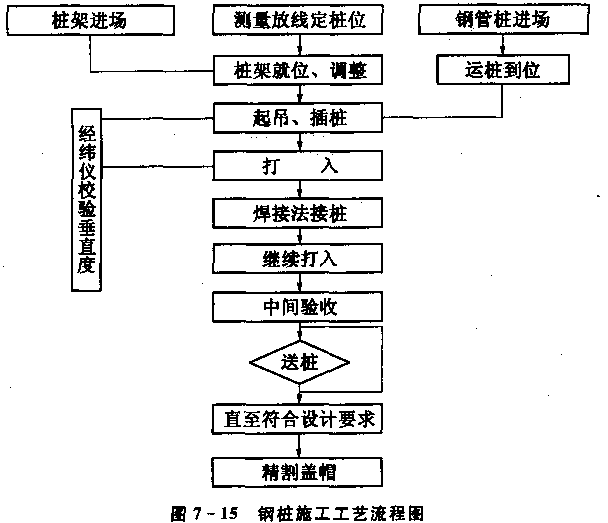 桩架进场
测量放线定桩位
钢管桩进场
桩架就位、调整
运桩到位
起吊、插桩
经纬仪校验垂直度
打 入
焊接法接桩
继续打入
中间验收
送桩
直至符合设计要求
精割盖帽
图 7-15 钢桩施工工艺流程图